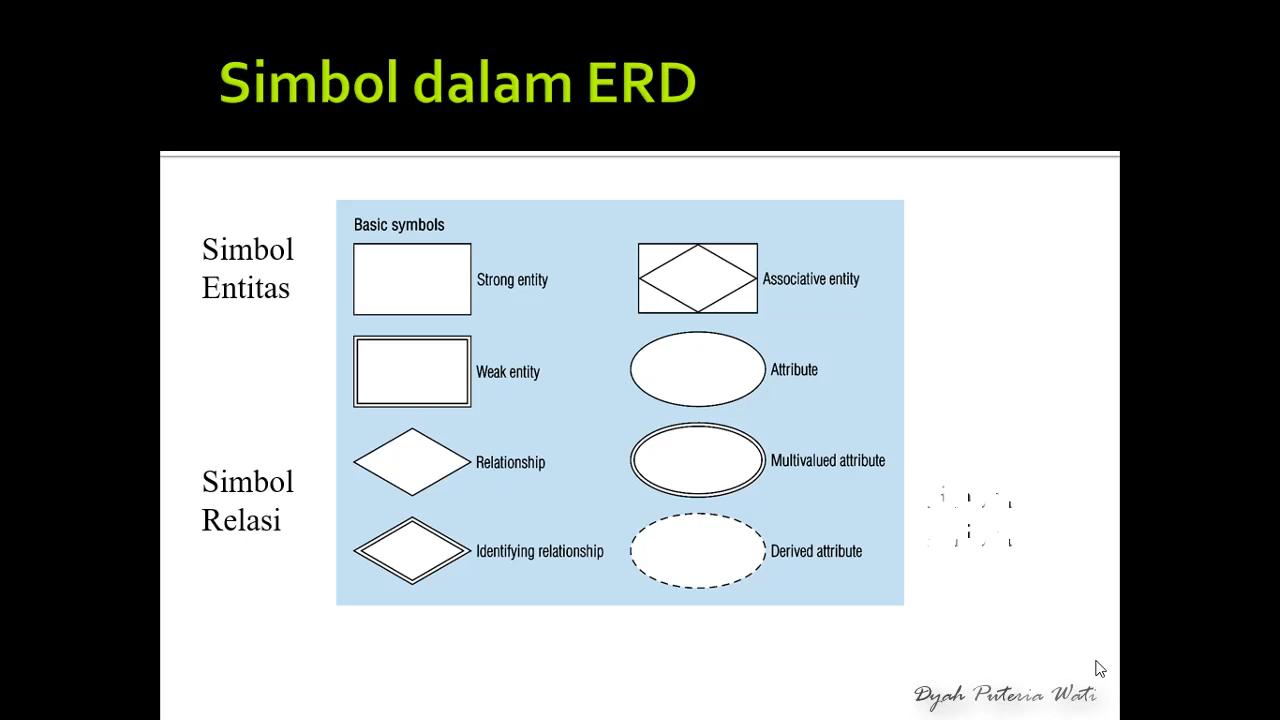 Simbol dalam ERD
Simbol
Entitas
Basic symbols
Strong entity
Associative entity
Weak entity
Attribute
Simbol
Relasi
Relationship
Multivalued attribute
Identifying relationship
Derived attribute
Dyah Puteria Wati